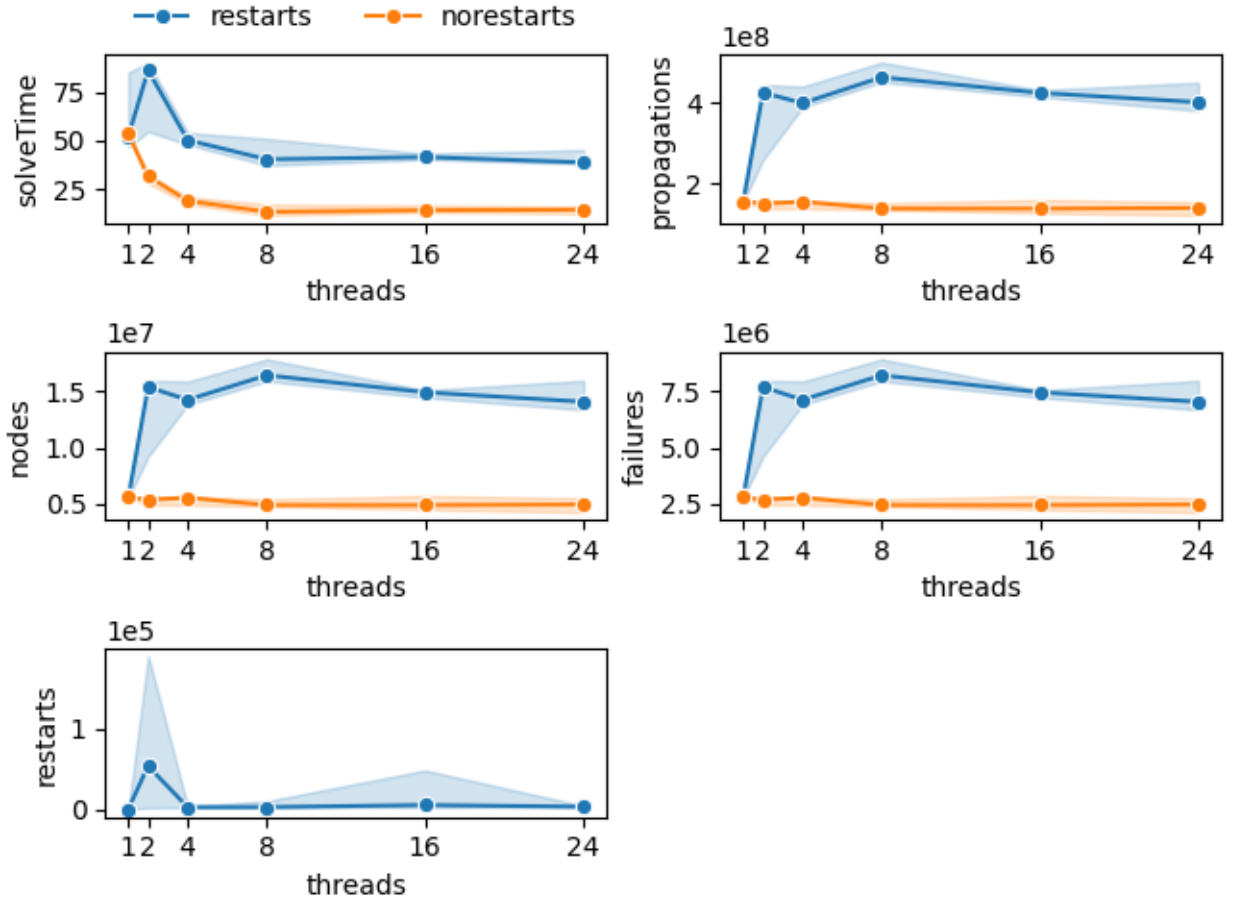 restarts norestarts
solveTime
75
50
25
1 2 4 8 16 24
threads
1e8
propagations
4
2
1 2 4 8 16 24
threads
1e7
nodes
1.5
1.0
0.5
1 2 4 8 16 24
threads
1e6
failures
7.5
5.0
2.5
1 2 4 8 16 24
threads
1e5
restarts
1
0
1 2 4 8 16 24
threads